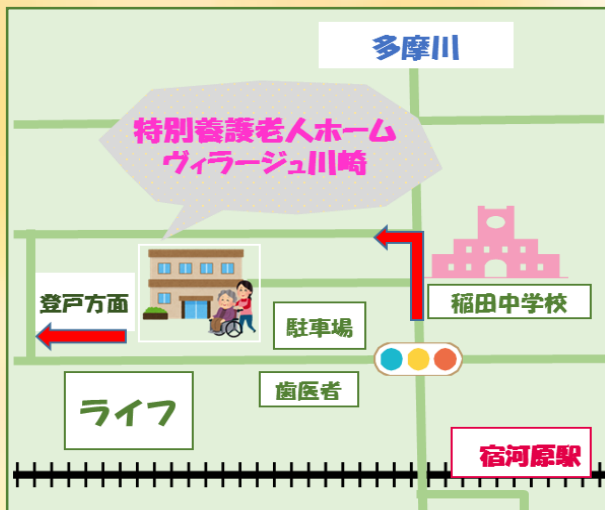 多摩川
特別養護老人ホーム
ヴィラージュ川崎
登戸方面
駐車場
稲田中学校
歯医者
ライフ
宿河原駅